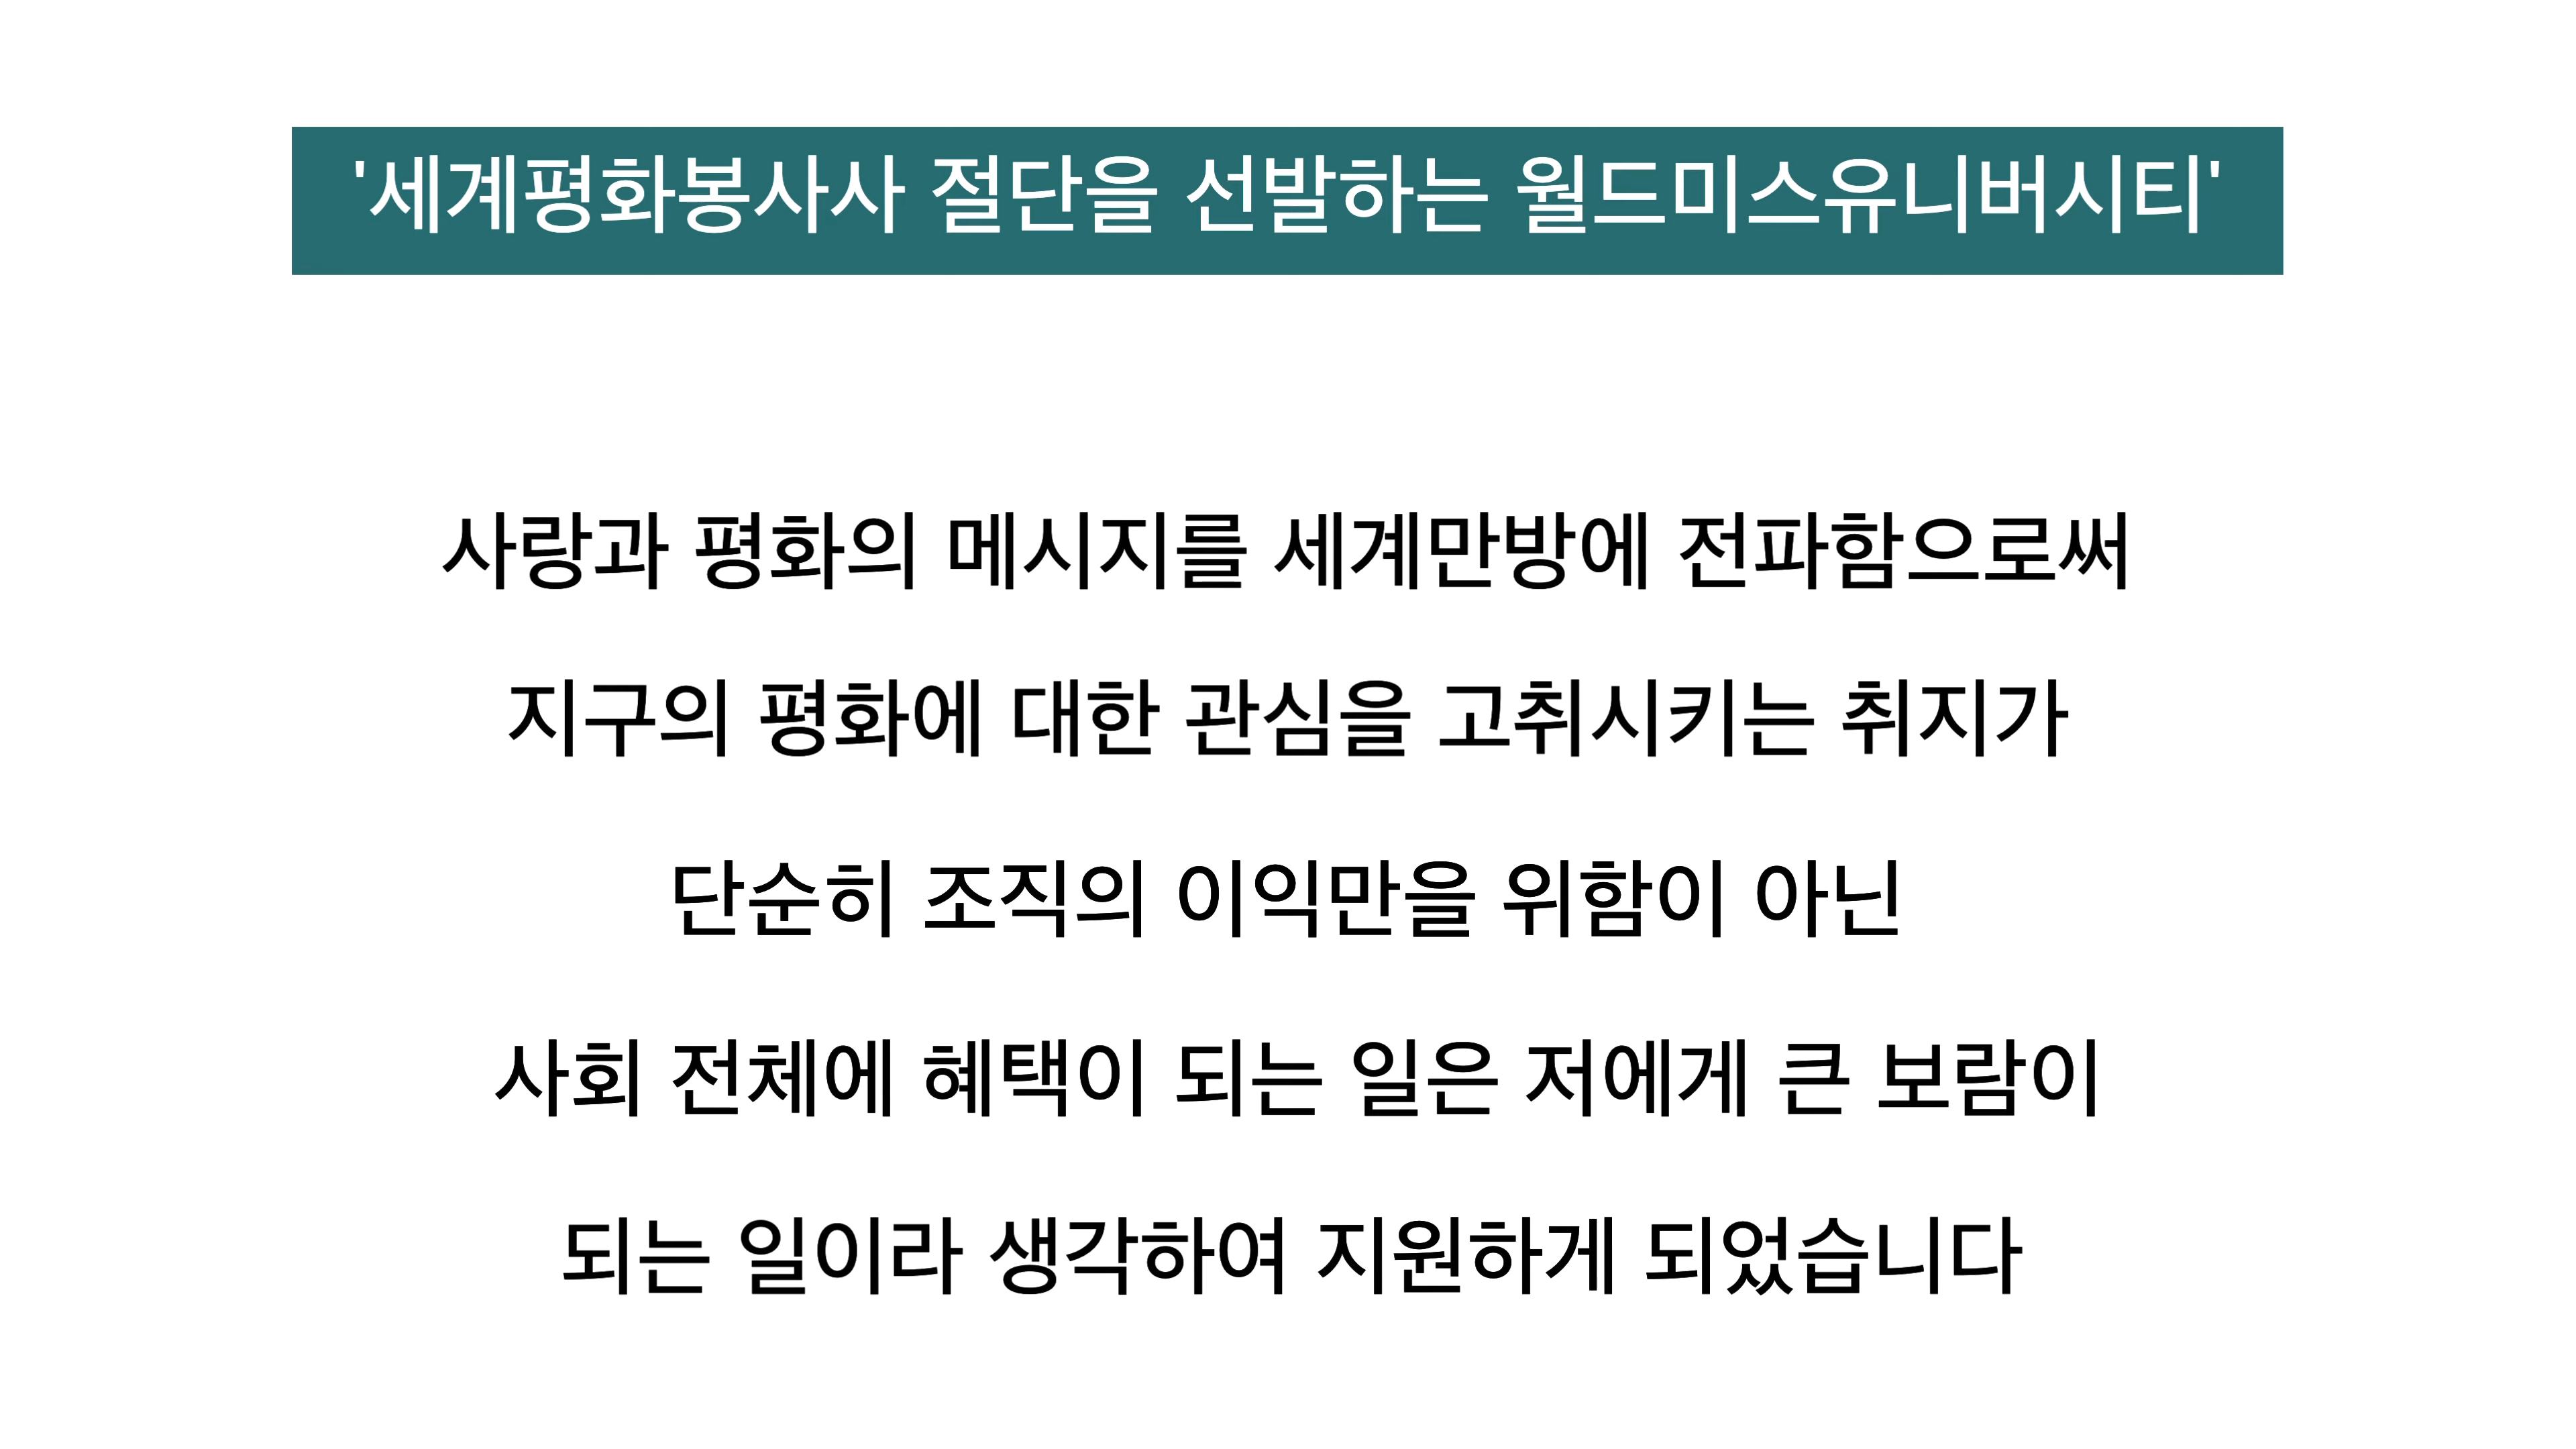 '세계평화봉사사 절단을 선발하는 월드미스유니버시티'
사랑과 평화의 메시지를 세계만방에 전파함으로써
지구의 평화에 대한 관심을 고취시키는 취지가
단순히 조직의 이익만을 위함이 아닌
사회 전체에 혜택이 되는 일은 저에게 큰 보람이
되는 일이라 생각하여 지원하게 되었습니다